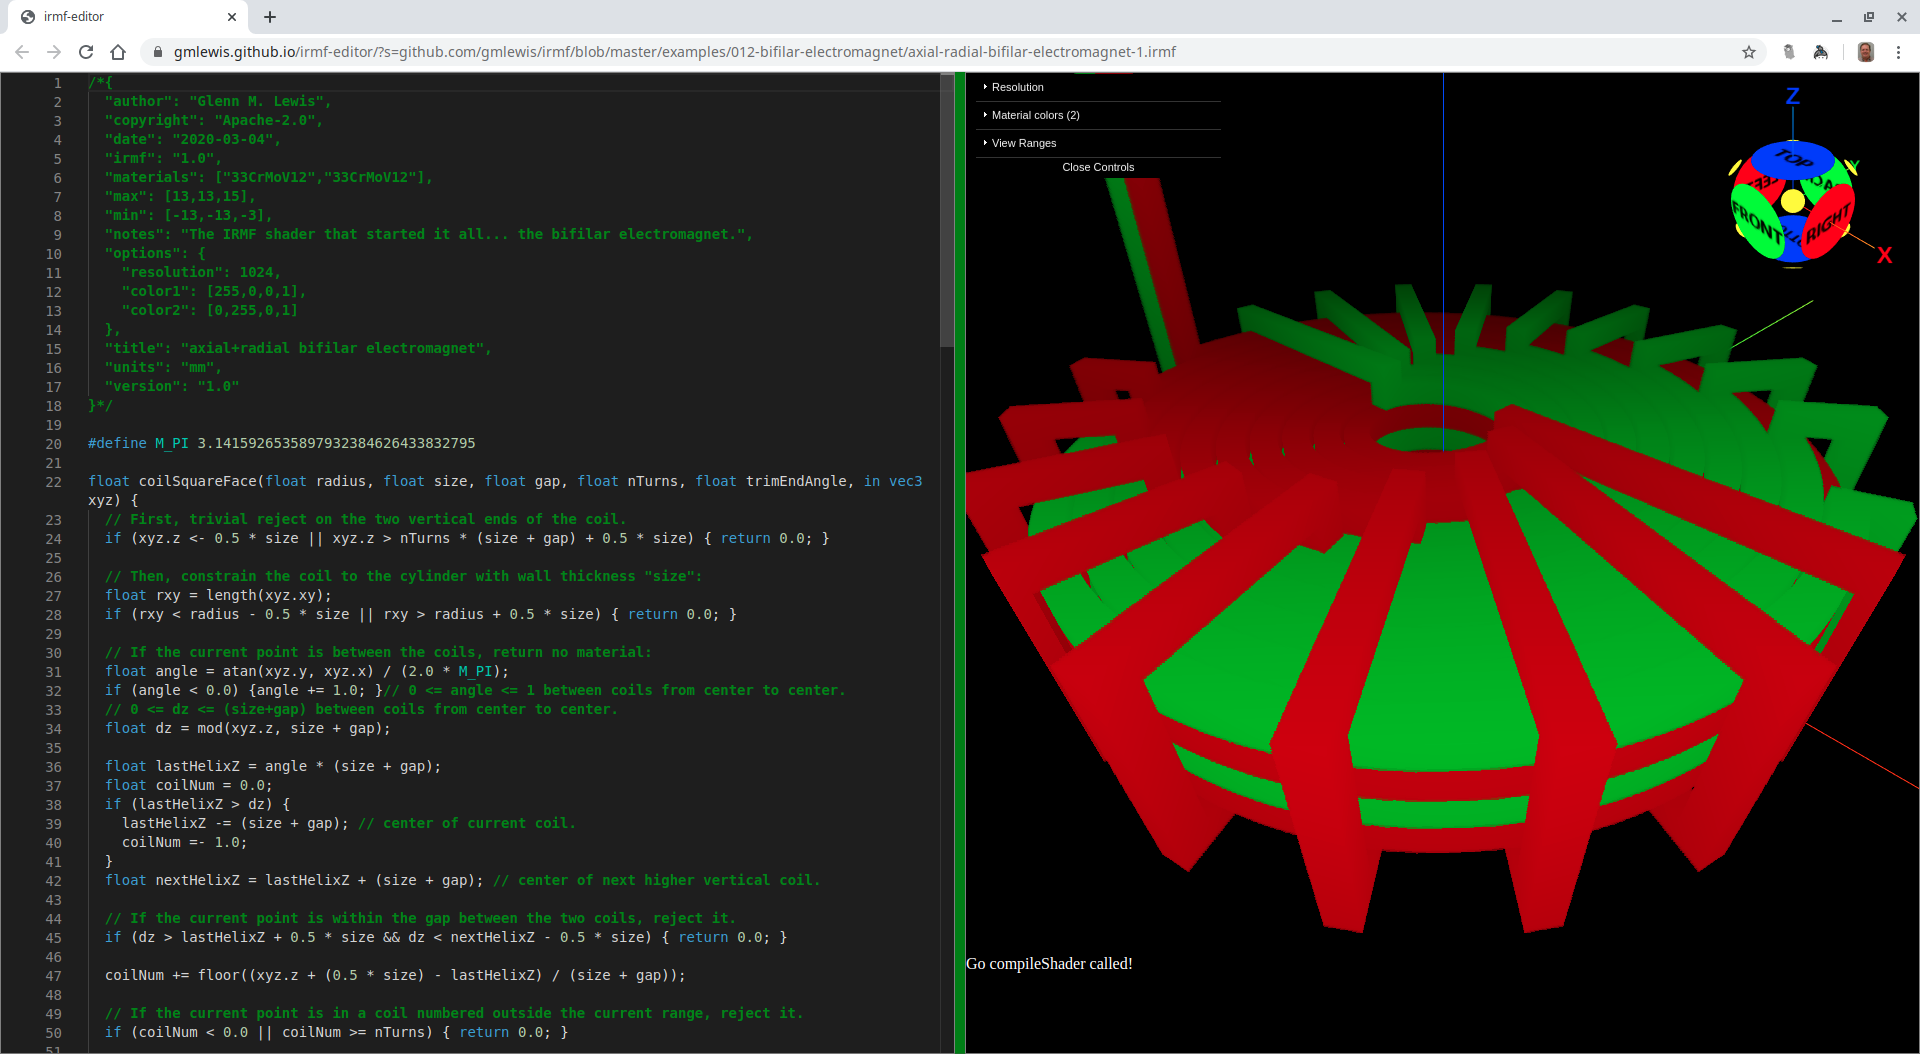 irmf-editor
gmlewis.github.io/irmf-editor/?s=github.com/gmlewis/irmf/blob/master/examples/012-bifilar-electromagnet/axial-radial-bifilar-electromagnet-1.irmf
1 /*{
2 "author": "Glenn M. Lewis",
3 "copyright": "Apache-2.0",
4 "date": "2020-03-04",
5 "irmf": "1.0",
6 "materials": ["33CrMoV12","33CrMoV12"],
7 "max": [13,13,15],
8 "min": [-13,-13,-3],
9 "notes": "The IRMF shader that started it all... the bifilar electromagnet.",
10 "options": {
11 "resolution": 1024,
12 "color1": [255,0,0,1],
13 "color2": [0,255,0,1]
14 },
15 "title": "axial+radial bifilar electromagnet",
16 "units": "mm",
17 "version": "1.0"
18 }*/
19
20 #define M_PI 3.1415926535897932384626433832795
21
22 float coilSquareFace(float radius, float size, float gap, float nTurns, float trimEndAngle, in vec3
xyz) {
23 // First, trivial reject on the two vertical ends of the coil.
24 if (xyz.z <- 0.5 * size || xyz.z > nTurns * (size + gap) + 0.5 * size) { return 0.0; }
25
26 // Then, constrain the coil to the cylinder with wall thickness "size":
27 float rxy = length(xyz.xy);
28 if (rxy < radius - 0.5 * size || rxy > radius + 0.5 * size) { return 0.0; }
29
30 // If the current point is between the coils, return no material:
31 float angle = atan(xyz.y, xyz.x) / (2.0 * M_PI);
32 if (angle < 0.0) {angle += 1.0; }// 0 <= angle <= 1 between coils from center to center.
33 // 0 <= dz <= (size+gap) between coils from center to center.
34 float dz = mod(xyz.z, size + gap);
35
36 float lastHelixZ = angle * (size + gap);
37 float coilNum = 0.0;
38 if (lastHelixZ > dz) {
39 lastHelixZ -= (size + gap); // center of current coil.
40 coilNum =- 1.0;
41 }
42 float nextHelixZ = lastHelixZ + (size + gap); // center of next higher vertical coil.
43
44 // If the current point is within the gap between the two coils, reject it.
45 if (dz > lastHelixZ + 0.5 * size && dz < nextHelixZ - 0.5 * size) { return 0.0; }
46
47 coilNum += floor((xyz.z + (0.5 * size) - lastHelixZ) / (size + gap));
48
49 // If the current point is in a coil numbered outside the current range, reject it.
50 if (coilNum < 0.0 || coilNum >= nTurns) { return 0.0; }
51
Resolution
Material colors (2)
View Ranges
Close Controls
Z
TOP
Y
FRONT
RIGHT
X
Go compileShader called!